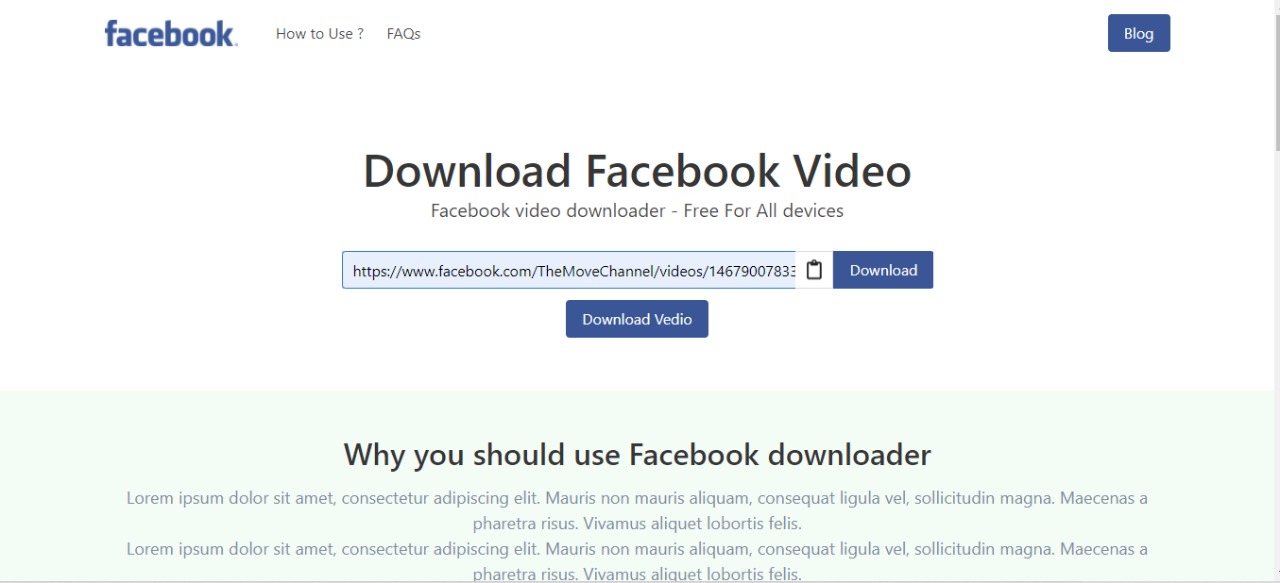 facebook.
How to Use ?
FAQs
Blog
Download Facebook Video
Facebook video downloader - Free For All devices
https://www.facebook.com/TheMoveChannel/videos/1467900783
Download
Download Vedio
Why you should use Facebook downloader
Lorem ipsum dolor sit amet, consectetur adipiscing elit. Mauris non mauris aliquam, consequat ligula vel, sollicitudin magna. Maecenas a
pharetra risus. Vivamus aliquet lobortis felis.
Lorem ipsum dolor sit amet, consectetur adipiscing elit. Mauris non mauris aliquam, consequat ligula vel, sollicitudin magna. Maecenas a
pharetra risus. Vivamus aliquet lobortis felis.